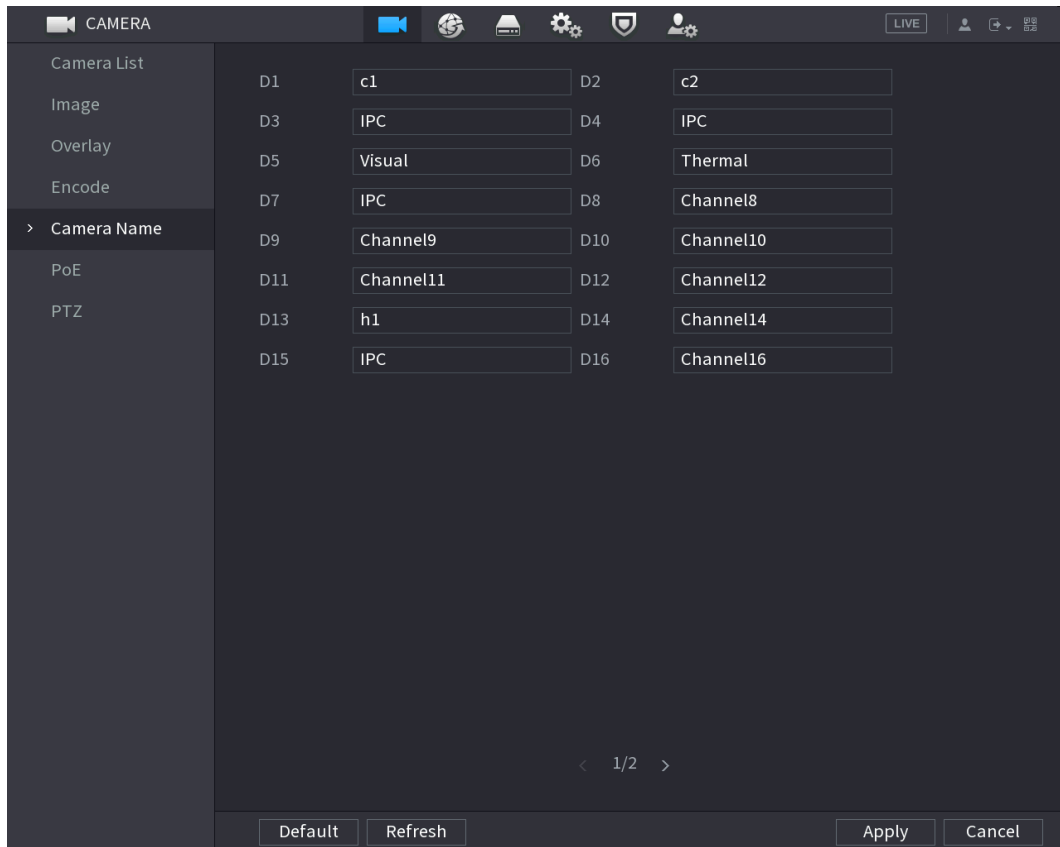 CAMERA LIVE
Camera List
Image
Overlay
Encode
> Camera Name
PoE
PTZ
D1 c1 D2 c2
D3 IPC D4 IPC
D5 Visual D6 Thermal
D7 IPC D8 Channel8
D9 Channel9 D10 Channel10
D11 Channel11 D12 Channel12
D13 h1 D14 Channel14
D15 IPC D16 Channel16
< 1/2 >
Default Refresh Apply Cancel